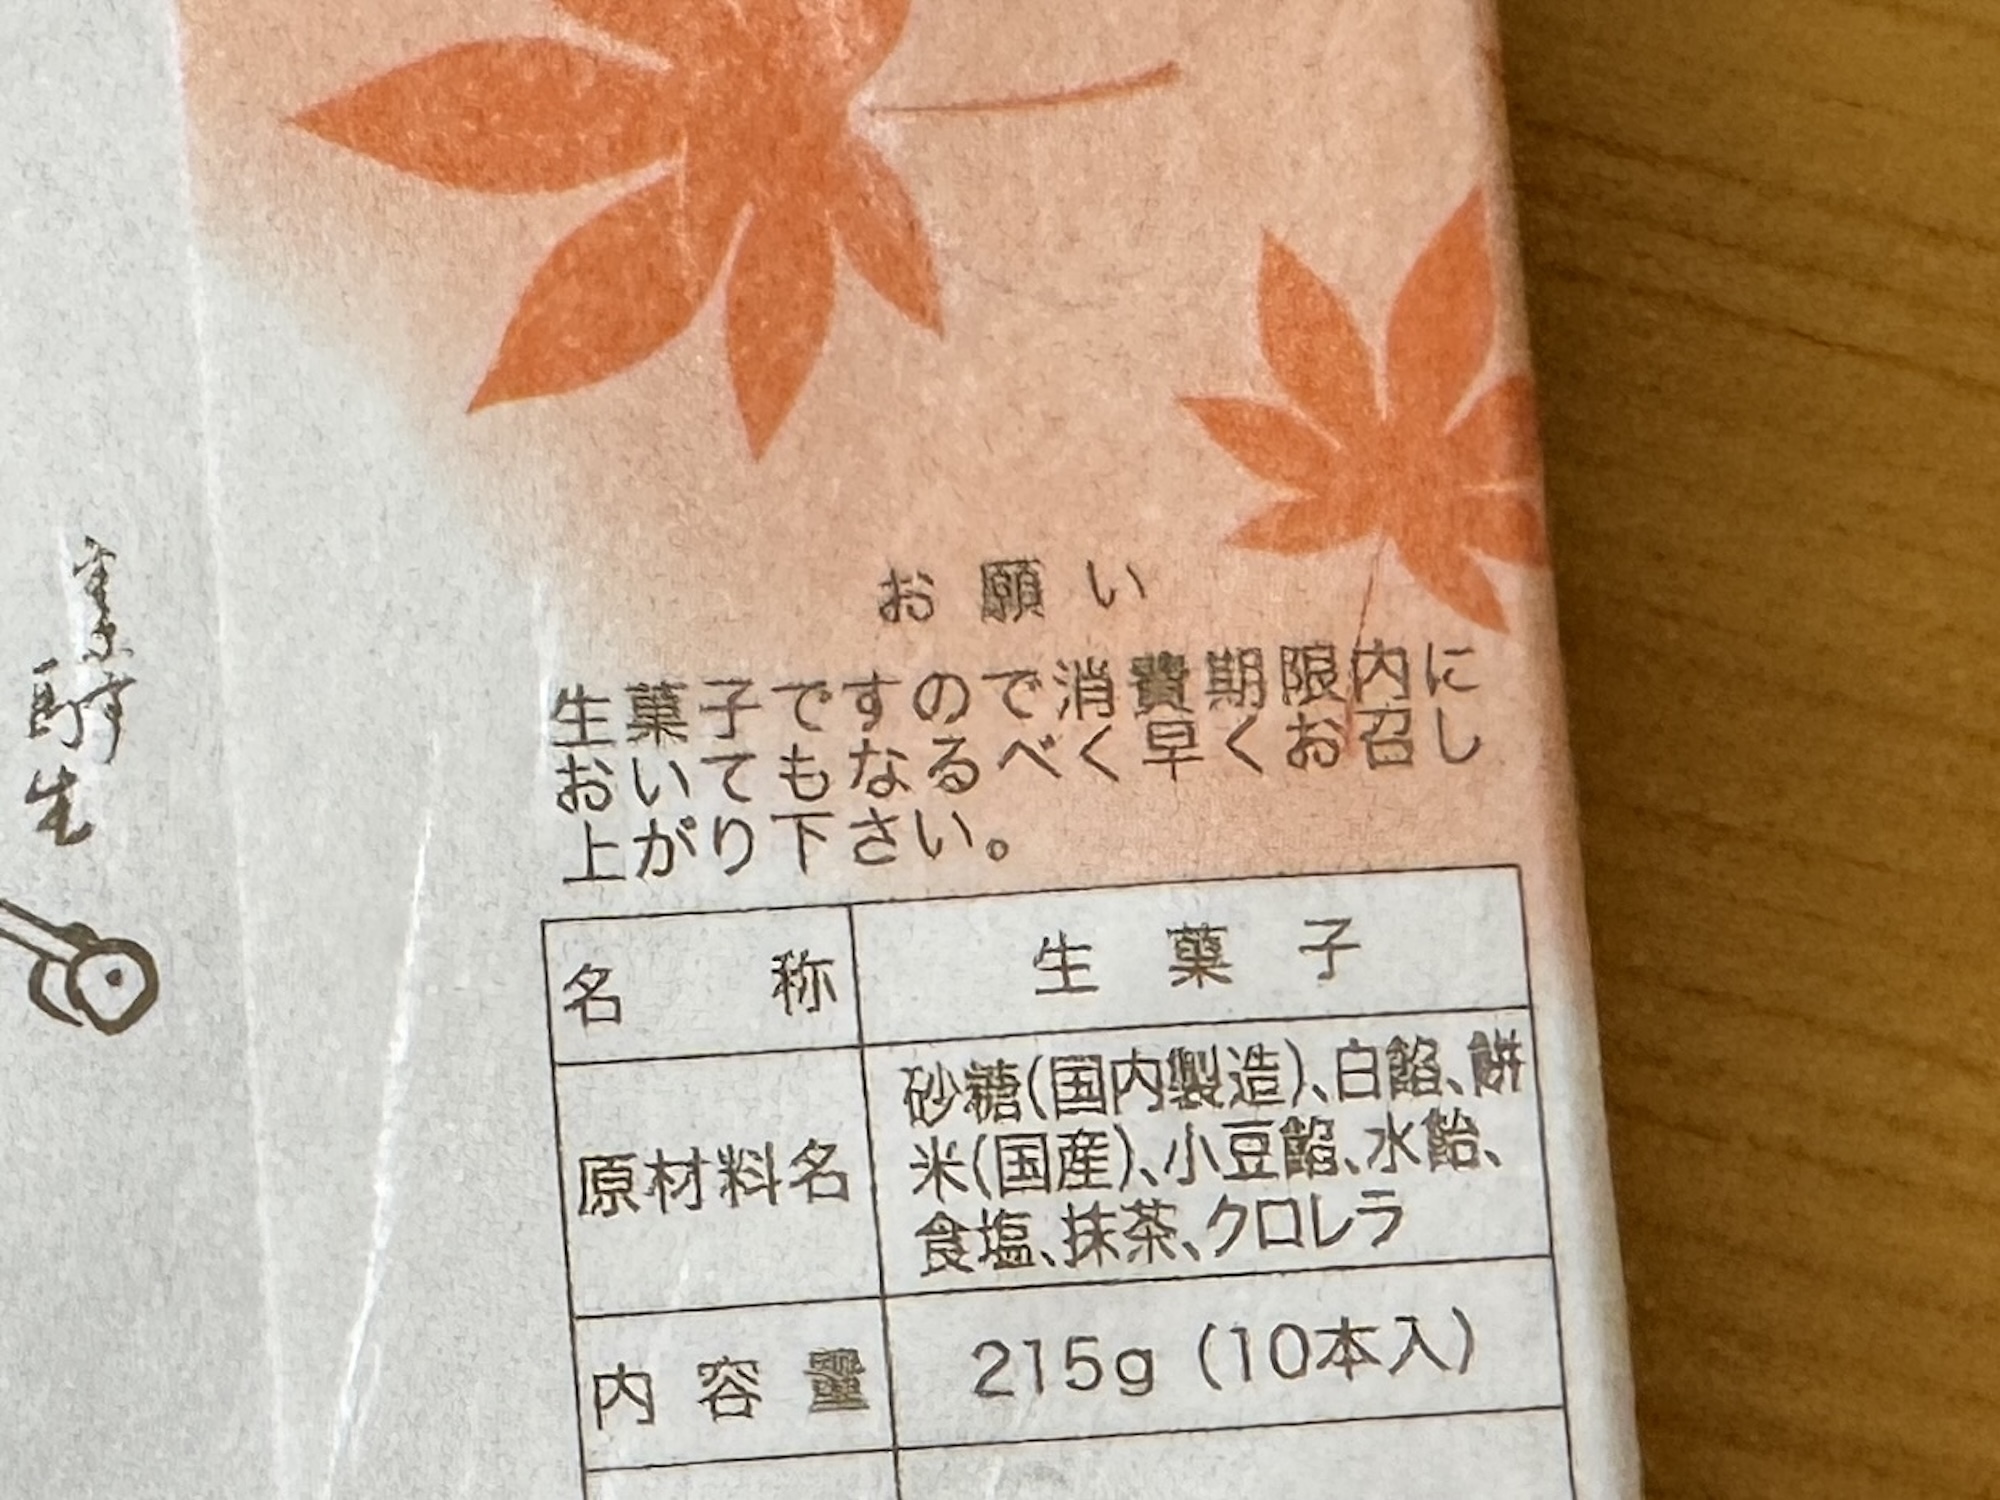 お願い
生菓子ですので消費期限内に
おいてもなるべく早くお召し
上がり下さい。
名称 生菓子
原材料名 砂糖(国内製造)、白餡、餅
米(国産)、小豆餡、水飴、
食塩、抹茶、クロレラ
内容量 215g (10本入)